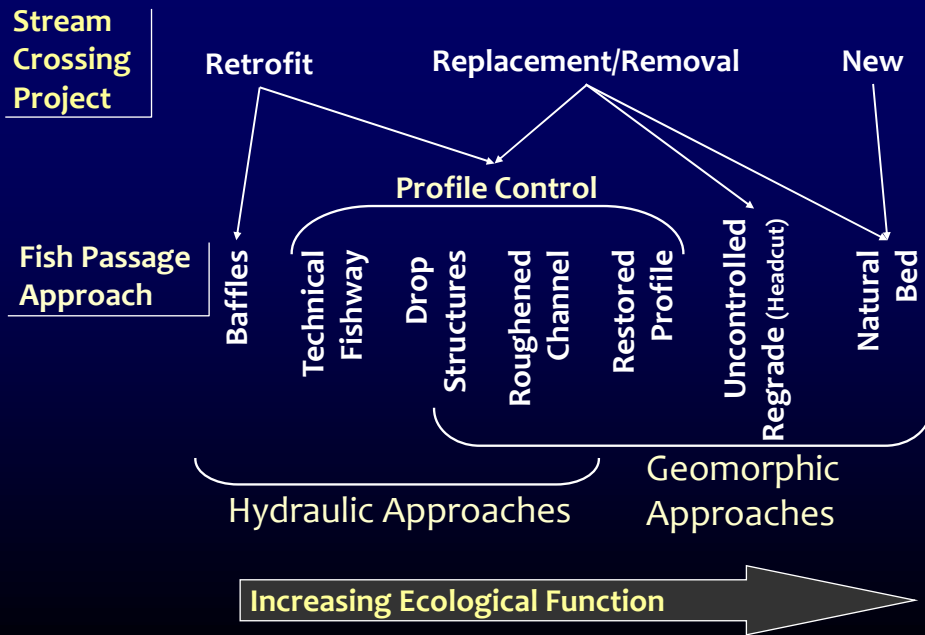 Stream
Crossing
Project
Retrofit
Replacement/Removal
New
Profile Control
Fish Passage
Approach
Baffles
Technical
Fishway
Drop
Structures
Roughened
Channel
Restored
Profile
Uncontrolled
Regrade (Headcut)
Natural
Bed
Hydraulic Approaches
Geomorphic
Approaches
Increasing Ecological Function